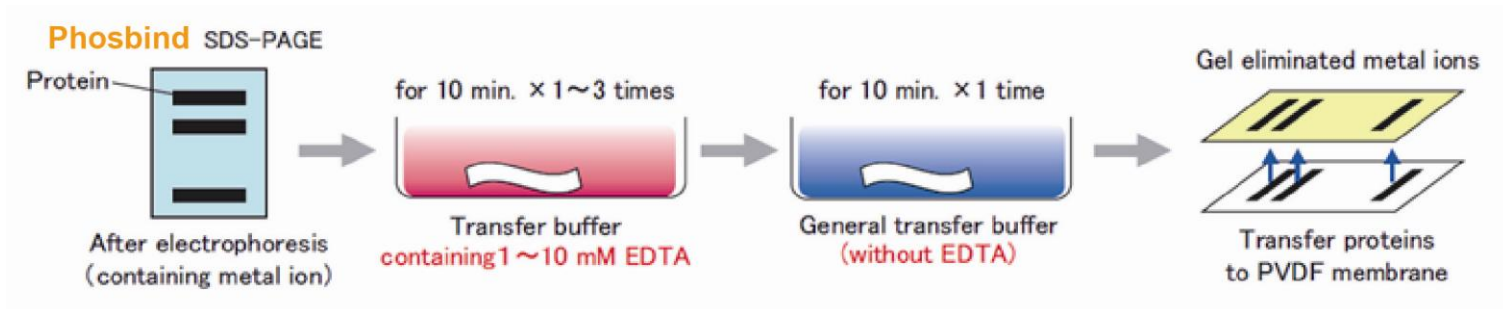 Phosbind SDS-PAGE
Protein
After electrophoresis
(containing metal ion)
for 10 min. ×1~3 times
Transfer buffer
containing1~10 mM EDTA
for 10 min. ×1 time
General transfer buffer
(without EDTA)
Gel eliminated metal ions
Transfer proteins
to PVDF membrane